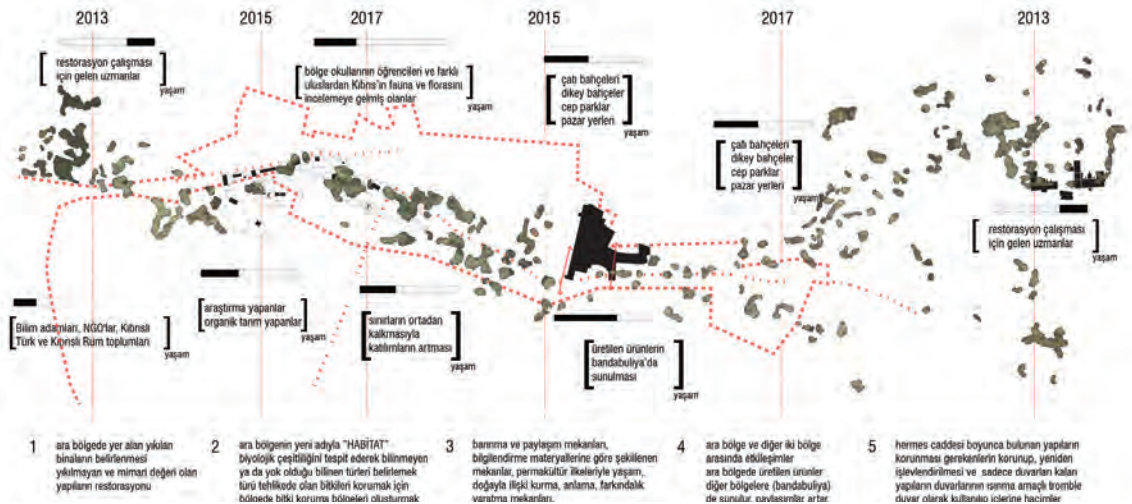 2013
2015
2017
2015
2017
2013
restorasyon çalışması
için gelen uzmanlar
yaşam
bölge okullarının öğrencileri ve farklı
uluslardan Kıbrıs'ın fauna ve florasını
incelemeye gelmiş olanlar
yaşam
çatı bahçeleri
dikey bahçeler
cep parklar
pazar yerleri
yaşam
çatı bahçeleri
dikey bahçeler
cep parklar
pazar yerleri
yaşam
restorasyon çalışması
için gelen uzmanlar
yaşam
Bilim adamları, NGO'lar, Kıbrıslı
Türk ve Kıbrıslı Rum toplumları
yaşam
araştırma yapanlar
organik tarım yapanlar
yaşam
sınırların ortadan
kalkmasıyla
katılımların artması
yaşam
üretilen ürünlerin
bandabuliya'da
sunulması
yaşam
1 ara bölgede yer alan yıkılan
binaların belirlenmesi
yıkılmayan ve mimari değeri olan
yapıların restorasyonu
2 ara bölgenin yeni adıyla "HABİTAT"
biyolojik çeşitliliğini tespit ederek bilinmeyen
ya da yok olduğu bilinen türleri belirlemek
türü tehlikede olan bitkileri korumak için
bölgede bitki koruma bölgeleri oluşturmak
3 barınma ve paylaşım mekanları,
bilgilendirme materyallerine göre şekillenen
mekanlar, permakültür ilkeleriyle yaşam,
doğayla ilişki kurma, anlama, farkındalık
yaratma mekanları.
4 ara bölge ve diğer iki bölge
arasında etkileşimler
ara bölgede üretilen ürünler
diğer bölgelere (bandabuliya)
de sunulur, paylaşımlar artar.
5 hermes caddesi boyunca bulunan yapıların
korunması gerekenlerin korunup, yeniden
işlevlendirilmesi ve sadece duvarları kalan
yapıların duvarlarının ısınma amaçlı trombe
duvar olarak kullanılıp içlerine hacimler